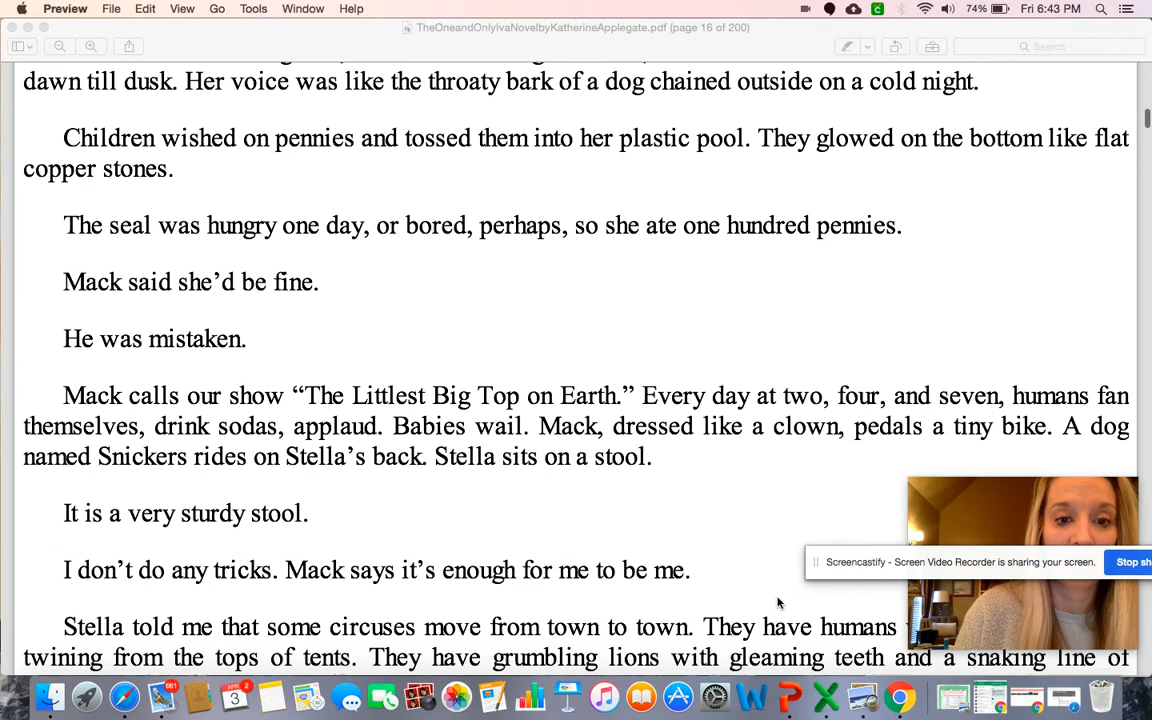 Preview File Edit View Go Tools Window Help 74% Fri 6:43 PM
TheOneandOnlyIvaNovelbyKatherineApplegate.pdf (page 16 of 200)
Search
dawn till dusk. Her voice was like the throaty bark of a dog chained outside on a cold night.
Children wished on pennies and tossed them into her plastic pool. They glowed on the bottom like flat
copper stones.
The seal was hungry one day, or bored, perhaps, so she ate one hundred pennies.
Mack said she’d be fine.
He was mistaken.
Mack calls our show “The Littlest Big Top on Earth.” Every day at two, four, and seven, humans fan
themselves, drink sodas, applaud. Babies wail. Mack, dressed like a clown, pedals a tiny bike. A dog
named Snickers rides on Stella’s back. Stella sits on a stool.
It is a very sturdy stool.
Screencastify - Screen Video Recorder is sharing your screen. Stop sh
I don’t do any tricks. Mack says it’s enough for me to be me.
Stella told me that some circuses move from town to town. They have humans
twining from the tops of tents. They have grumbling lions with gleaming teeth and a snaking line of
661
APR
3
2